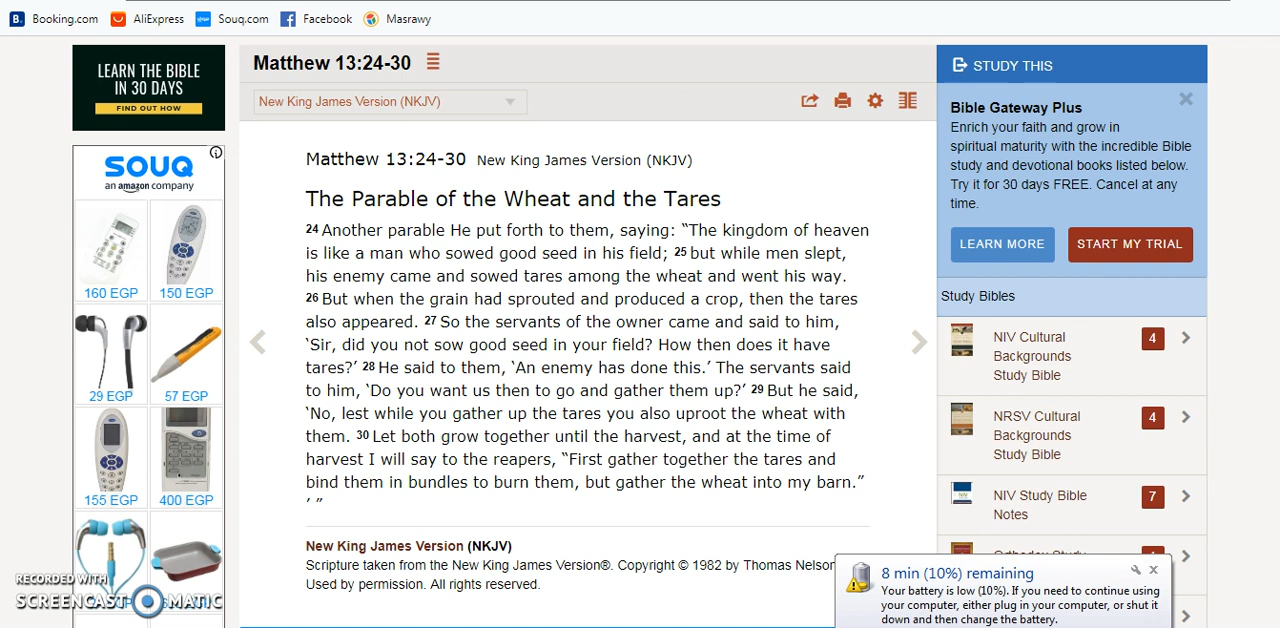 Booking.com AliExpress Souq.com Facebook Masrawy
LEARN THE BIBLE
IN 30 DAYS
FIND OUT HOW
SOUQ
an amazon company
160 EGP 150 EGP
29 EGP 57 EGP
155 EGP 400 EGP
RECORDED WITH
SCREENCAST MATIC
Matthew 13:24-30
New King James Version (NKJV)
Matthew 13:24-30 New King James Version (NKJV)
The Parable of the Wheat and the Tares
24 Another parable He put forth to them, saying: “The kingdom of heaven
is like a man who sowed good seed in his field; 25 but while men slept,
his enemy came and sowed tares among the wheat and went his way.
26 But when the grain had sprouted and produced a crop, then the tares
also appeared. 27 So the servants of the owner came and said to him,
‘Sir, did you not sow good seed in your field? How then does it have
tares?’ 28 He said to them, ‘An enemy has done this.’ The servants said
to him, ‘Do you want us then to go and gather them up?’ 29 But he said,
‘No, lest while you gather up the tares you also uproot the wheat with
them. 30 Let both grow together until the harvest, and at the time of
harvest I will say to the reapers, “First gather together the tares and
bind them in bundles to burn them, but gather the wheat into my barn.”
’ ”
New King James Version (NKJV)
Scripture taken from the New King James Version®. Copyright © 1982 by Thomas Nelson
Used by permission. All rights reserved.
STUDY THIS
Bible Gateway Plus
Enrich your faith and grow in
spiritual maturity with the incredible Bible
study and devotional books listed below.
Try it for 30 days FREE. Cancel at any
time.
LEARN MORE START MY TRIAL
Study Bibles
NIV Cultural
Backgrounds
Study Bible
4
NRSV Cultural
Backgrounds
Study Bible
4
NIV Study Bible
Notes
7
8 min (10%) remaining
Your battery is low (10%). If you need to continue using
your computer, either plug in your computer, or shut it
down and then change the battery.